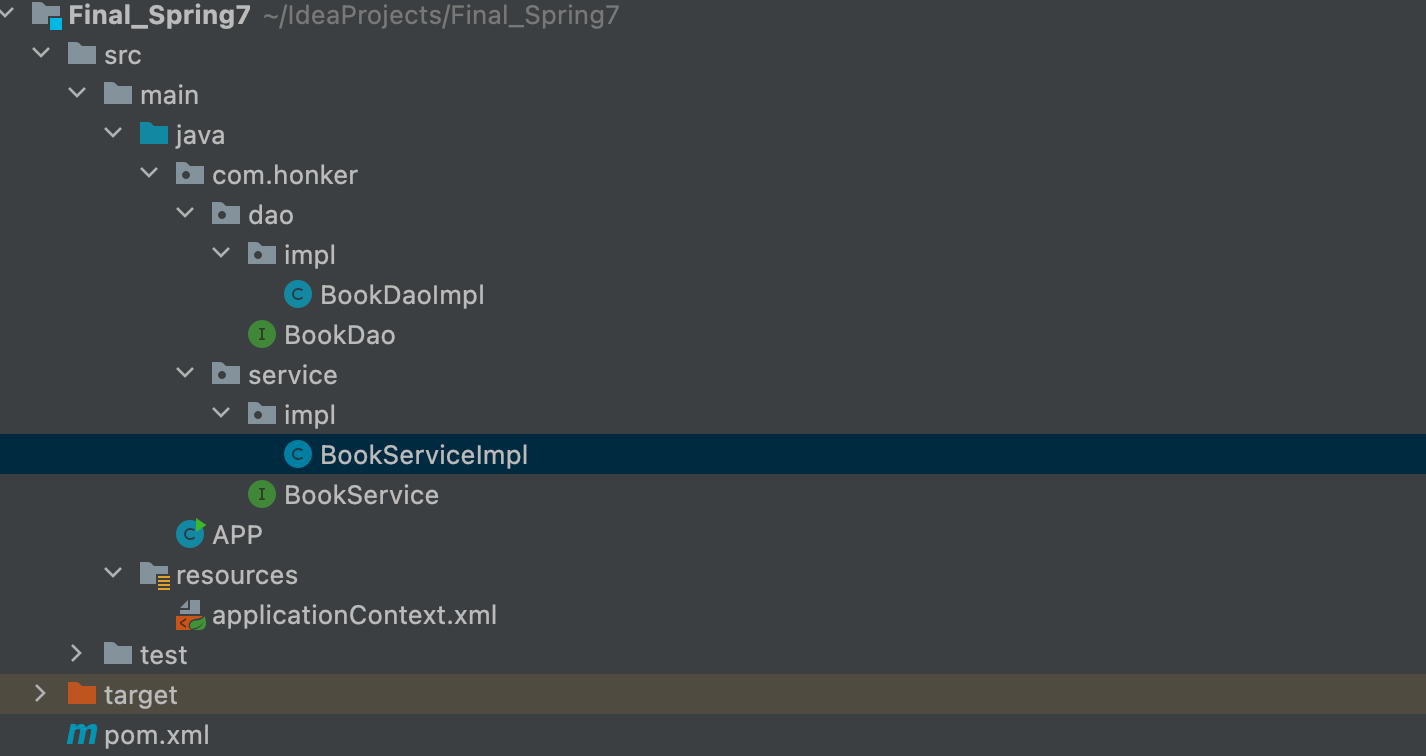 Final_Spring7 ~/IdeaProjects/Final_Spring7
src
main
java
com.honker
dao
impl
BookDaoImpl
BookDao
service
impl
BookServiceImpl
BookService
APP
resources
applicationContext.xml
test
target
pom.xml